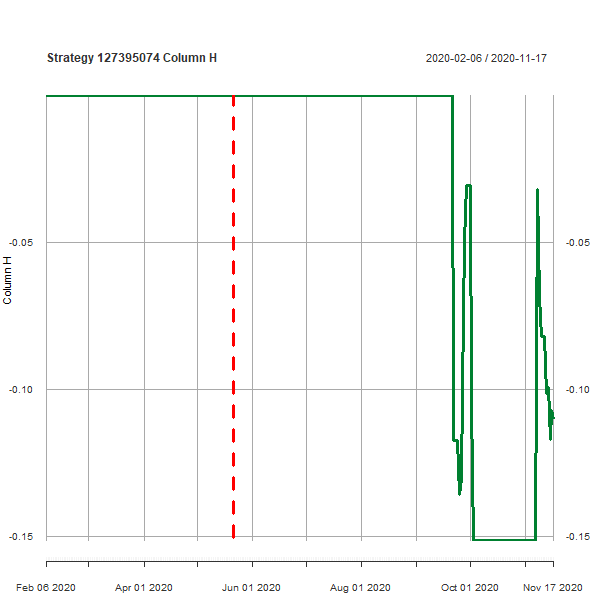 Strategy 127395074 Column H
2020-02-06 / 2020-11-17
-0.05 -0.05
Column H
-0.10 -0.10
-0.15 -0.15
Feb 06 2020 Apr 01 2020 Jun 01 2020 Aug 01 2020 Oct 01 2020 Nov 17 2020